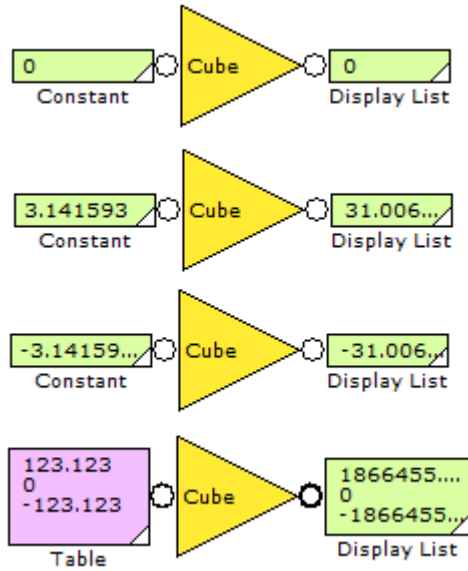 0
Cube
0
Constant
Display List
3.141593
Cube
31.006...
Constant
Display List
-3.14159...
Cube
-31.006...
Constant
Display List
123.123
0
-123.123
Cube
1866455....
0
-1866455...
Table
Display List